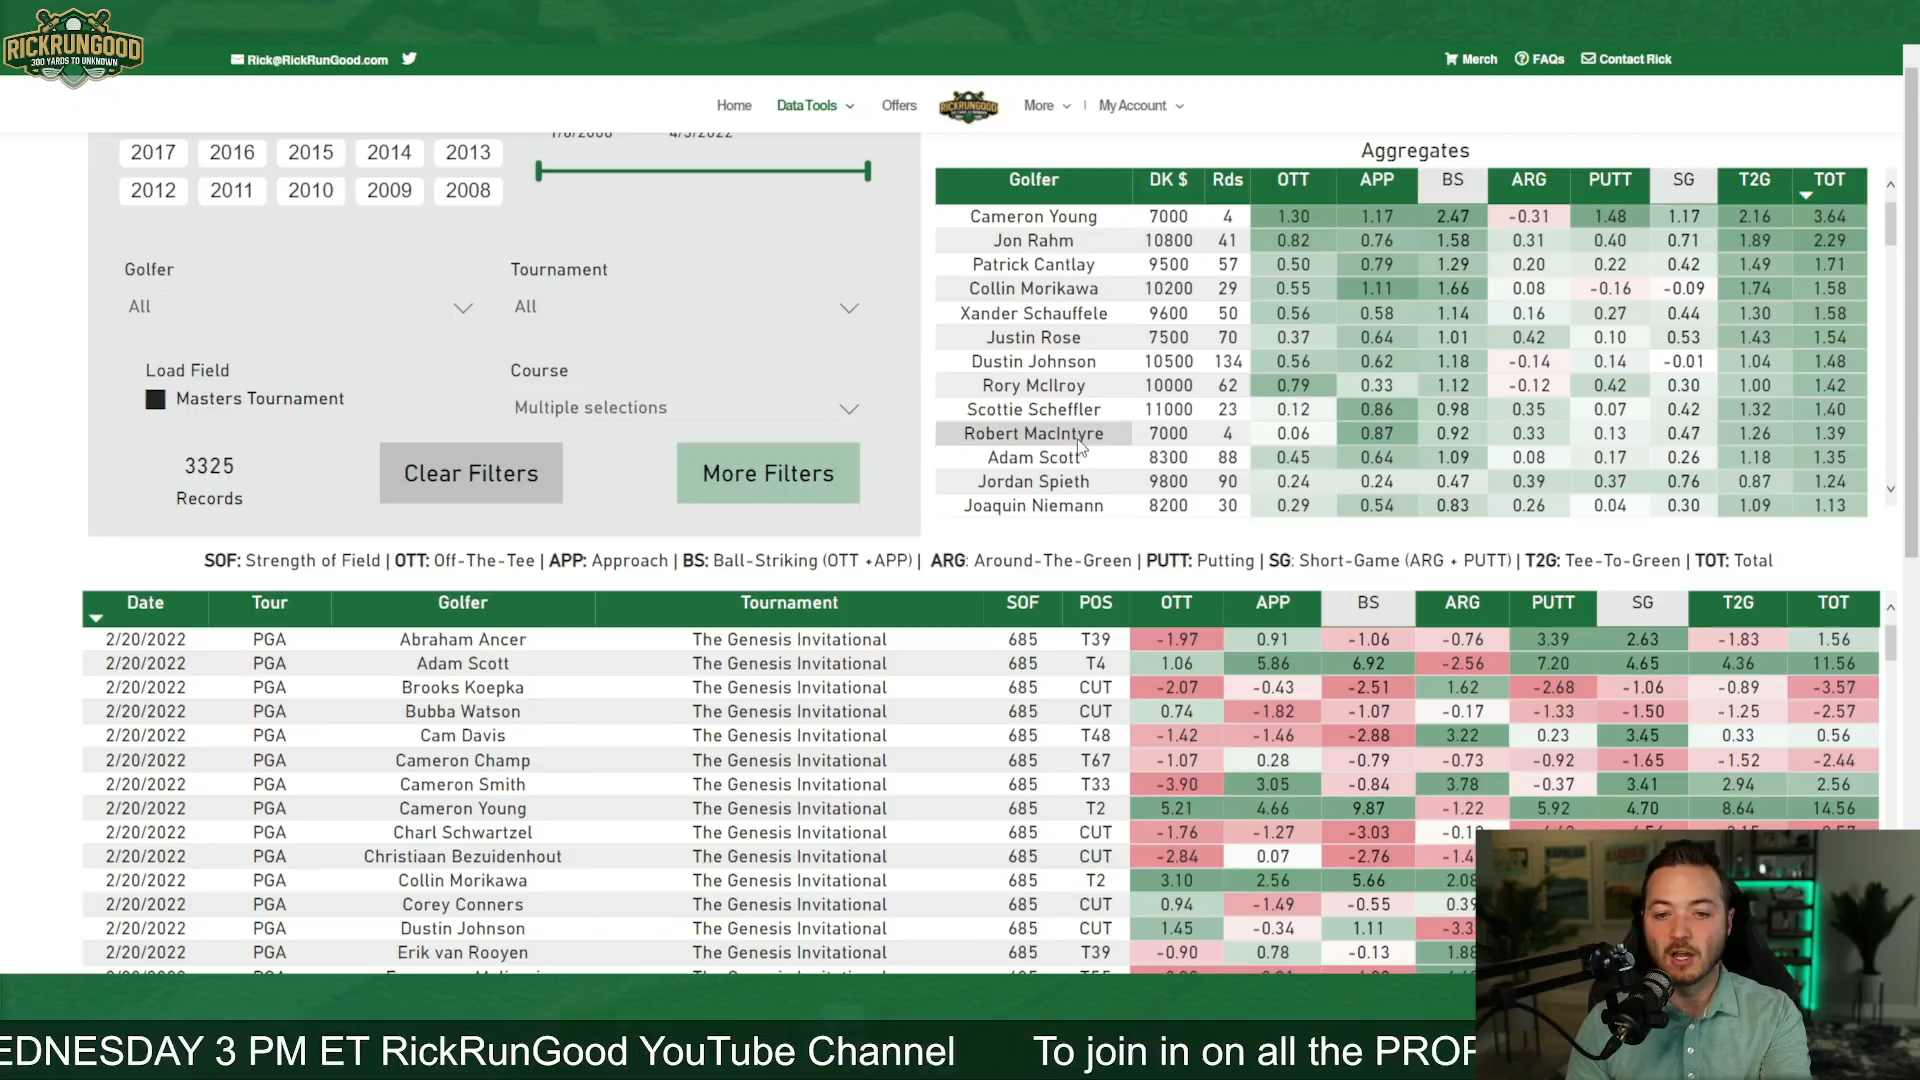 RICKRUNGOOD
300 YARDS TO UNKNOWN
Rick@RickRunGood.com
Merch FAQs Contact Rick
Home Data Tools Offers RICKRUNGOOD More | My Account
2017 2016 2015 2014 2013
2012 2011 2010 2009 2008
Golfer Tournament
All All
Load Field Course
Masters Tournament Multiple selections
3325
Records
Clear Filters More Filters
Aggregates
Golfer DK $ Rds OTT APP BS ARG PUTT SG T2G TOT
Cameron Young 7000 4 1.30 1.17 2.47 -0.31 1.48 1.17 2.16 3.64
Jon Rahm 10800 41 0.82 0.76 1.58 0.31 0.40 0.71 1.89 2.29
Patrick Cantlay 9500 57 0.50 0.79 1.29 0.20 0.22 0.42 1.49 1.71
Collin Morikawa 10200 29 0.55 1.11 1.66 0.08 -0.16 -0.09 1.74 1.58
Xander Schauffele 9600 50 0.56 0.58 1.14 0.16 0.27 0.44 1.30 1.58
Justin Rose 7500 70 0.37 0.64 1.01 0.42 0.10 0.53 1.43 1.54
Dustin Johnson 10500 134 0.56 0.62 1.18 -0.14 0.14 -0.01 1.04 1.48
Rory McIlroy 10000 62 0.79 0.33 1.12 -0.12 0.42 0.30 1.00 1.42
Scottie Scheffler 11000 23 0.12 0.86 0.98 0.35 0.07 0.42 1.32 1.40
Robert MacIntyre 7000 4 0.06 0.87 0.92 0.33 0.13 0.47 1.26 1.39
Adam Scott 8300 88 0.45 0.64 1.09 0.08 0.17 0.26 1.18 1.35
Jordan Spieth 9800 90 0.24 0.24 0.47 0.39 0.37 0.76 0.87 1.24
Joaquin Niemann 8200 30 0.29 0.54 0.83 0.26 0.04 0.30 1.09 1.13
SOF: Strength of Field | OTT: Off-The-Tee | APP: Approach | BS: Ball-Striking (OTT +APP) | ARG: Around-The-Green | PUTT: Putting | SG: Short-Game (ARG + PUTT) | T2G: Tee-To-Green | TOT: Total
Date Tour Golfer Tournament SOF POS OTT APP BS ARG PUTT SG T2G TOT
2/20/2022 PGA Abraham Ancer The Genesis Invitational 685 T39 -1.97 0.91 -1.06 -0.76 3.39 2.63 -1.83 1.56
2/20/2022 PGA Adam Scott The Genesis Invitational 685 T4 1.06 5.86 6.92 -2.56 7.20 4.65 4.36 11.56
2/20/2022 PGA Brooks Koepka The Genesis Invitational 685 CUT -2.07 -0.43 -2.51 1.62 -2.68 -1.06 -0.89 -3.57
2/20/2022 PGA Bubba Watson The Genesis Invitational 685 CUT 0.74 -1.82 -1.07 -0.17 -1.33 -1.50 -1.25 -2.57
2/20/2022 PGA Cam Davis The Genesis Invitational 685 T48 -1.42 -1.46 -2.88 3.22 0.23 3.45 0.33 0.56
2/20/2022 PGA Cameron Champ The Genesis Invitational 685 T67 -1.07 0.28 -0.79 -0.73 -0.92 -1.65 -1.52 -2.44
2/20/2022 PGA Cameron Smith The Genesis Invitational 685 T33 -3.90 3.05 -0.84 3.78 -0.37 3.41 2.94 2.56
2/20/2022 PGA Cameron Young The Genesis Invitational 685 T2 5.21 4.66 9.87 -1.22 5.92 4.70 8.64 14.56
2/20/2022 PGA Charl Schwartzel The Genesis Invitational 685 CUT -1.76 -1.27 -3.03
2/20/2022 PGA Christiaan Bezuidenhout The Genesis Invitational 685 CUT -2.84 0.07 -2.76 -1.4
2/20/2022 PGA Collin Morikawa The Genesis Invitational 685 T2 3.10 2.56 5.66 2.08
2/20/2022 PGA Corey Conners The Genesis Invitational 685 CUT 0.94 -1.49 -0.55 0.39
2/20/2022 PGA Dustin Johnson The Genesis Invitational 685 CUT 1.45 -0.34 1.11 -3.3
2/20/2022 PGA Erik van Rooyen The Genesis Invitational 685 T39 -0.90 0.78 -0.13 1.88
EDNESDAY 3 PM ET RickRunGood YouTube Channel To join in on all the PROP